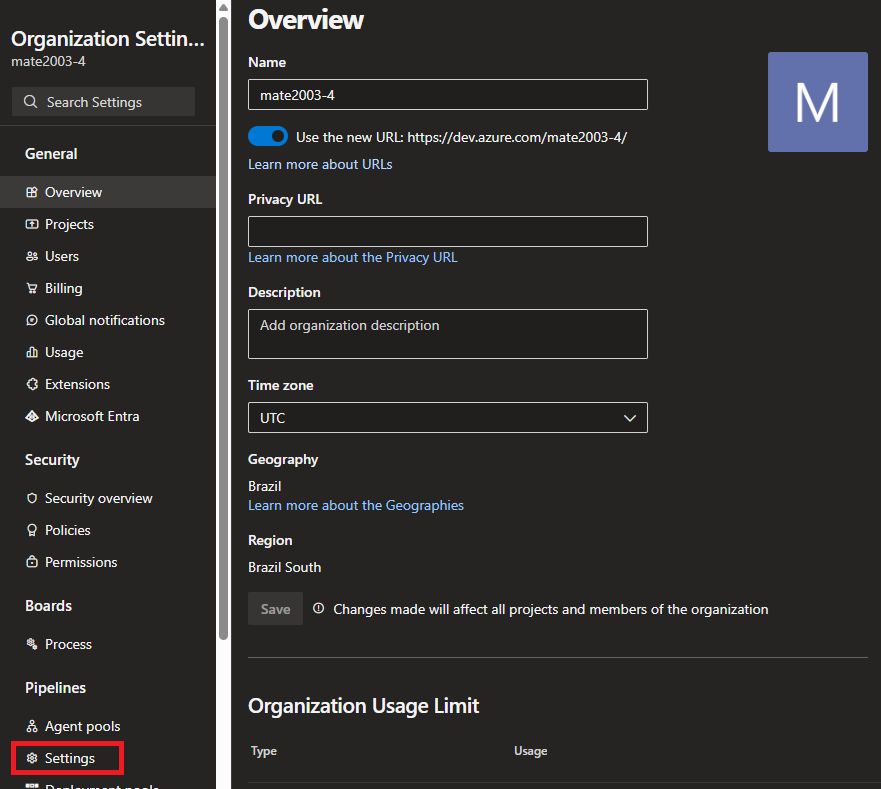 Organization Settin...
mate2003-4
Search Settings
General
Overview
Projects
Users
Billing
Global notifications
Usage
Extensions
Microsoft Entra
Security
Security overview
Policies
Permissions
Boards
Process
Pipelines
Agent pools
Settings
Deployment pools
Overview
Name
mate2003-4
M
Use the new URL: https://dev.azure.com/mate2003-4/
Learn more about URLs
Privacy URL
Learn more about the Privacy URL
Description
Add organization description
Time zone
UTC
Geography
Brazil
Learn more about the Geographies
Region
Brazil South
Save
Changes made will affect all projects and members of the organization
Organization Usage Limit
Type Usage